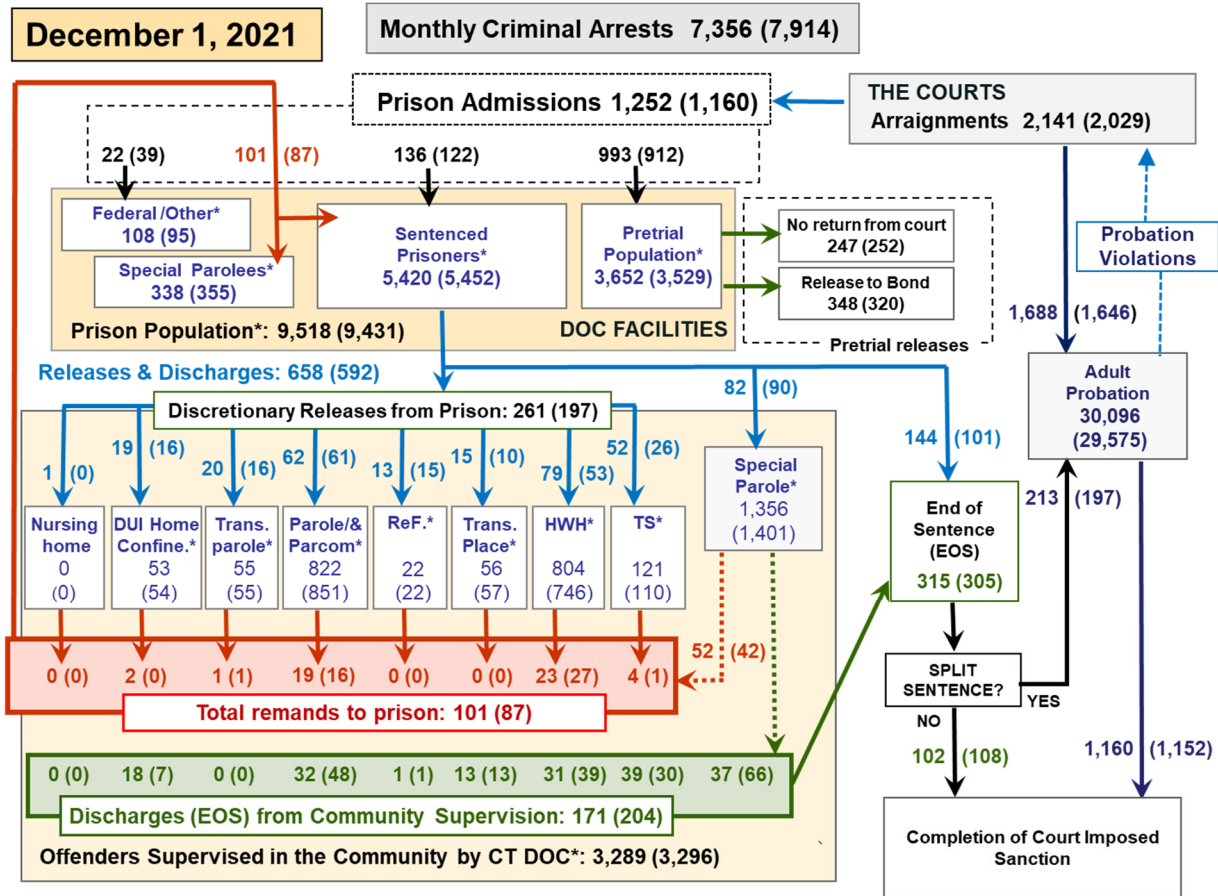 December 1, 2021
Monthly Criminal Arrests 7,356 (7,914)
Prison Admissions 1,252 (1,160)
THE COURTS
Arraignments 2,141 (2,029)
22 (39)
101 (87)
136 (122)
993 (912)
Federal /Other*
108 (95)
Special Parolees*
338 (355)
Sentenced
Prisoners*
5,420 (5,452)
Pretrial
Population*
3,652 (3,529)
No return from court
247 (252)
Release to Bond
348 (320)
Pretrial releases
Probation
Violations
Prison Population*: 9,518 (9,431)
DOC FACILITIES
1,688 (1,646)
Releases & Discharges: 658 (592)
82 (90)
Adult
Probation
30,096
(29,575)
Discretionary Releases from Prison: 261 (197)
1 (0)
19 (16)
20 (16)
62 (61)
13 (15)
15 (10)
79 (53)
52 (26)
144 (101)
213 (197)
Nursing
home
0
(0)
DUI Home
Confine.*
53
(54)
Trans.
parole*
55
(55)
Parole/&
Parcom*
822
(851)
ReF.*
22
(22)
Trans.
Place*
56
(57)
HWH*
804
(746)
TS*
121
(110)
Special
Parole*
1,356
(1,401)
End of
Sentence
(EOS)
315 (305)
0 (0)
2 (0)
1 (1)
19 (16)
0 (0)
0 (0)
23 (27)
4 (1)
52 (42)
Total remands to prison: 101 (87)
SPLIT
SENTENCE?
YES
NO
102 (108)
1,160 (1,152)
0 (0)
18 (7)
0 (0)
32 (48)
1 (1)
13 (13)
31 (39)
39 (30)
37 (66)
Discharges (EOS) from Community Supervision: 171 (204)
Offenders Supervised in the Community by CT DOC*: 3,289 (3,296)
Completion of Court Imposed
Sanction